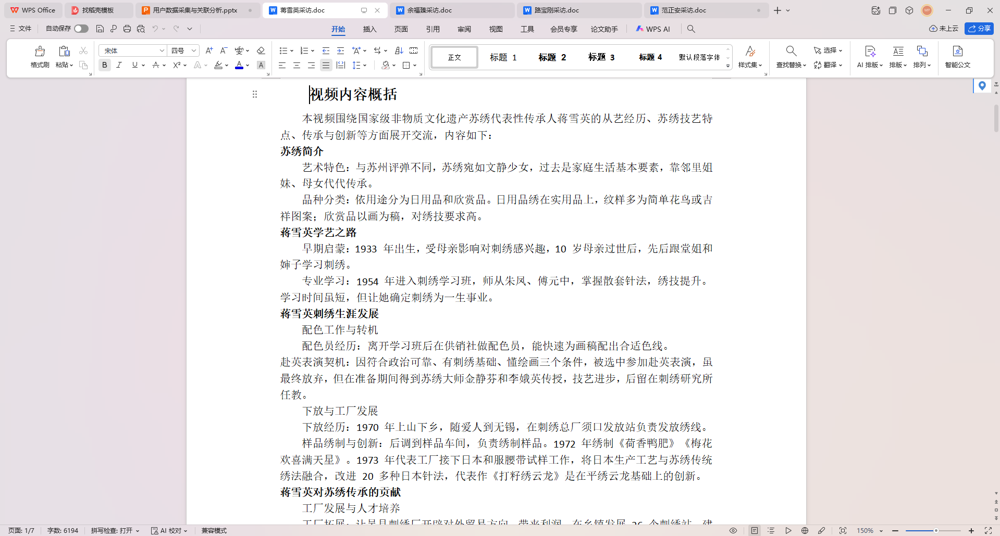 WPS Office 找稻壳模板 用户数据采集与关联分析.pptx 蒋雪英采访.doc 余福臻采访.doc 路宝刚采访.doc 范正安采访.doc
文件 自动保存 开始 插入 页面 引用 审阅 视图 工具 会员专享 论文助手 WPS AI 未上云 分享
宋体 四号 正文 标题 1 标题 2 标题 3 标题 4 默认段落字体
格式刷 粘贴 样式集 查找替换 选择 翻译 AI 排版 排版 排列 智能公文
视频内容概括
本视频围绕国家级非物质文化遗产苏绣代表性传承人蒋雪英的从艺经历、苏绣技艺特
点、传承与创新等方面展开交流，内容如下：
苏绣简介
艺术特色：与苏州评弹不同，苏绣宛如文静少女，过去是家庭生活基本要素，靠邻里姐
妹、母女代代传承。
品种分类：依用途分为日用品和欣赏品。日用品绣在实用品上，纹样多为简单花鸟或吉
祥图案；欣赏品以画为稿，对绣技要求高。
蒋雪英学艺之路
早期启蒙：1933 年出生，受母亲影响对刺绣感兴趣，10 岁母亲过世后，先后跟堂姐和
婶子学习刺绣。
专业学习：1954 年进入刺绣学习班，师从朱凤、傅元中，掌握散套针法，绣技提升。
学习时间虽短，但让她确定刺绣为一生事业。
蒋雪英刺绣生涯发展
配色工作与转机
配色员经历：离开学习班后在供销社做配色员，能快速为画稿配出合适色线。
赴英表演契机：因符合政治可靠、有刺绣基础、懂绘画三个条件，被选中参加赴英表演，虽
最终放弃，但在准备期间得到苏绣大师金静芬和李娥英传授，技艺进步，后留在刺绣研究所
任教。
下放与工厂发展
下放经历：1970 年上山下乡，随爱人到无锡，在刺绣总厂须口发放站负责发放绣线。
样品绣制与创新：后调到样品车间，负责绣制样品。1972 年绣制《荷香鸭肥》《梅花
欢喜满天星》。1973 年代表工厂接下日本和服腰带试样工作，将日本生产工艺与苏绣传统
绣法融合，改进 20 多种日本针法，代表作《打籽绣云龙》是在平绣云龙基础上的创新。
蒋雪英对苏绣传承的贡献
工厂发展与人才培养
工厂拓展：让吴县刺绣厂开辟对外贸易方向，带来利润，在乡镇发展 26 个刺绣站，建
页面: 1/7 字数: 6194 拼写检查: 打开 AI 校对 兼容模式 150%